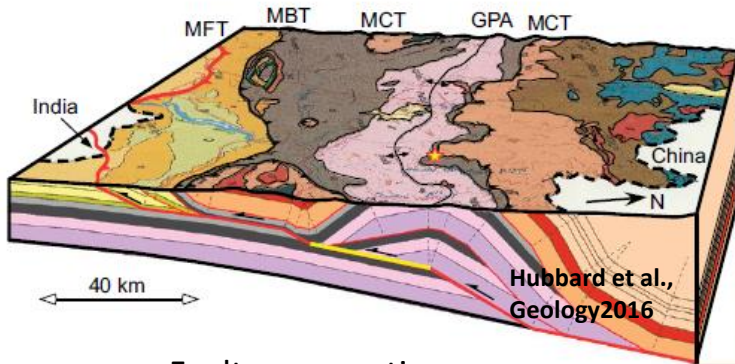 MFT MBT MCT GPA MCT
India
China
N
40 km
Hubbard et al.,
Geology2016